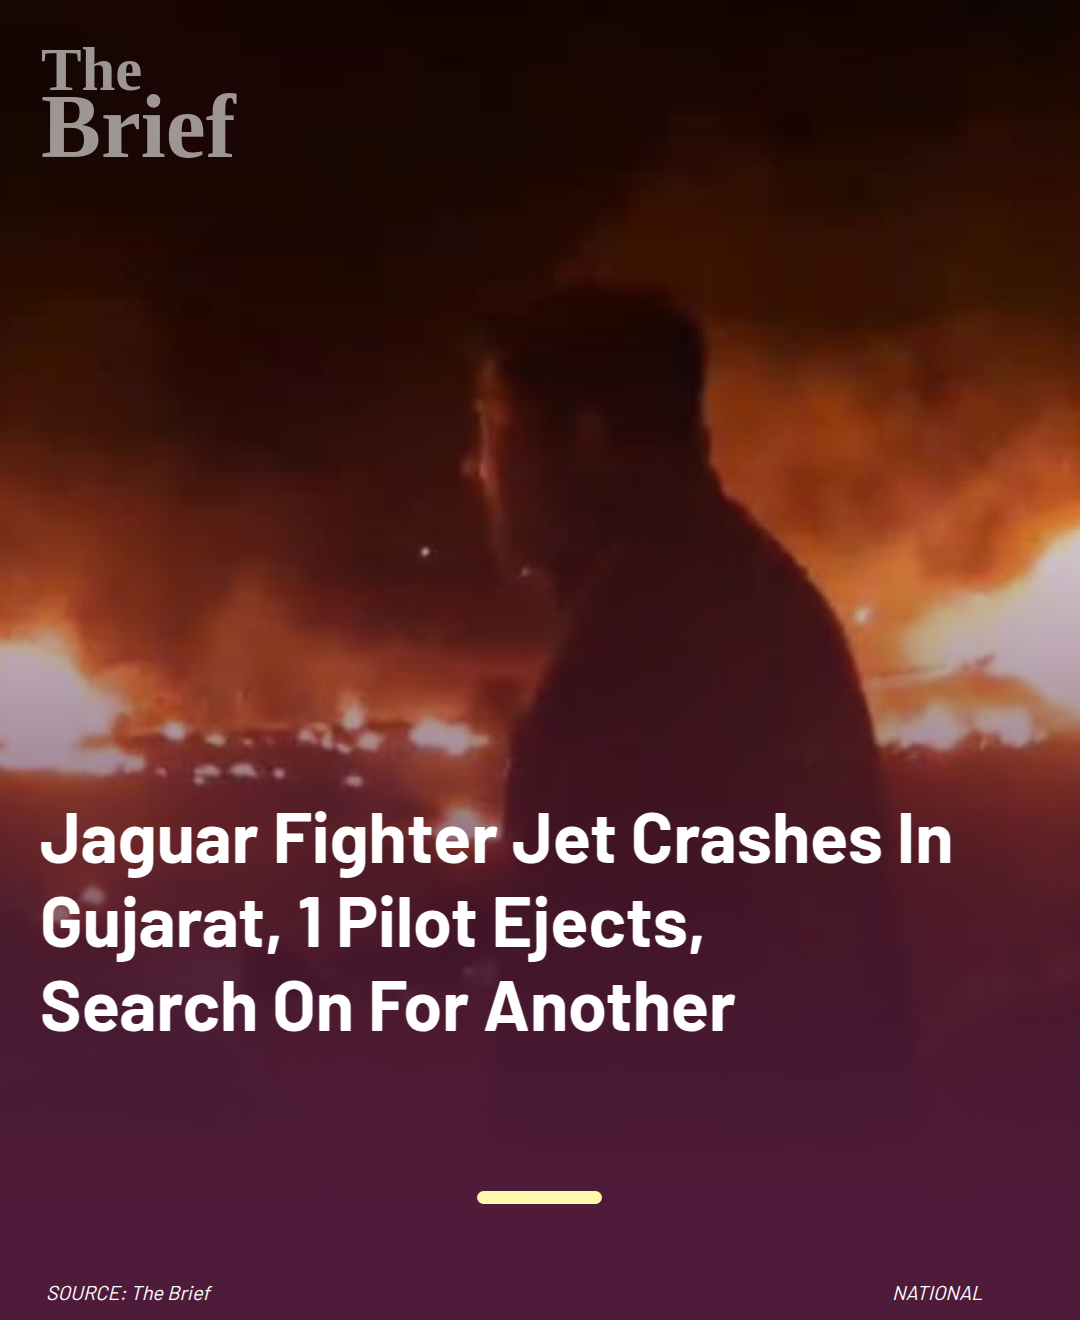 The
Brief
Jaguar Fighter Jet Crashes In
Gujarat, 1 Pilot Ejects,
Search On For Another
SOURCE: The Brief
NATIONAL